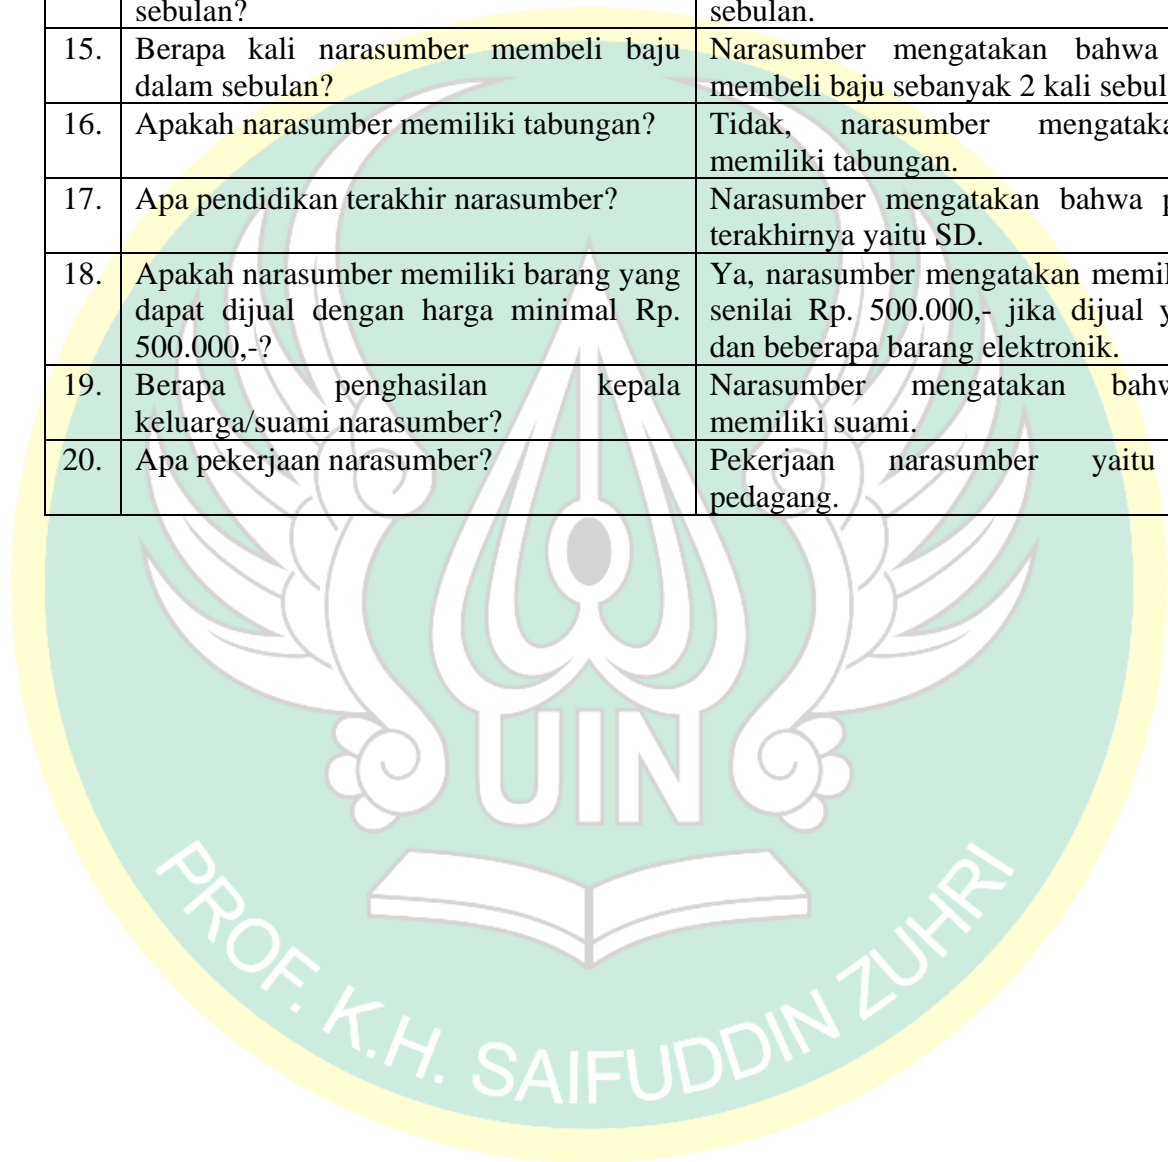 sebulan?
sebulan.
15. Berapa kali narasumber membeli baju
dalam sebulan?
Narasumber mengatakan bahwa
membeli baju sebanyak 2 kali
16. Apakah narasumber memiliki tabungan?
Tidak, narasumber
memiliki tabungan.
17. Apa pendidikan terakhir narasumber?
Narasumber mengatakan bahwa
terakhirnya yaitu SD.
18. Apakah narasumber memiliki barang yang
dapat dijual dengan harga minimal Rp.
500.000,-?
Ya, narasumber mengatakan
senilai Rp. 500.000,- jika dijual
dan beberapa barang elektronik.
19. Berapa penghasilan kepala
keluarga/suami narasumber?
Narasumber mengatakan
memiliki suami.
20. Apa pekerjaan narasumber?
Pekerjaan narasumber yaitu
pedagang.
UIN
PROF. K.H. SAIFUDDIN ZUHRI